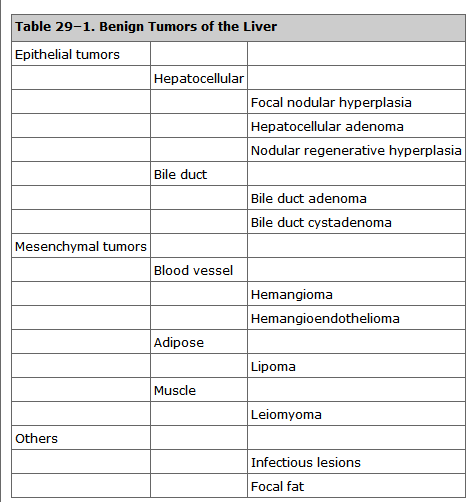 Table 29−1. Benign Tumors of the Liver
Epithelial tumors
Hepatocellular
Focal nodular hyperplasia
Hepatocellular adenoma
Nodular regenerative hyperplasia
Bile duct
Bile duct adenoma
Bile duct cystadenoma
Mesenchymal tumors
Blood vessel
Hemangioma
Hemangioendothelioma
Adipose
Lipoma
Muscle
Leiomyoma
Others
Infectious lesions
Focal fat